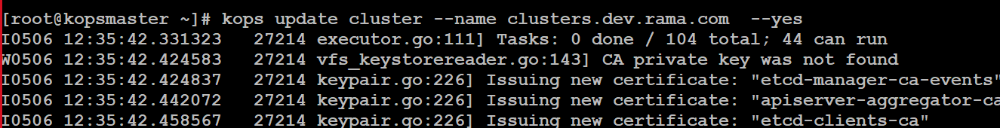 [root@kopsmaster ~]# kops update cluster --name clusters.dev.rama.com  --yes
I0506 12:35:42.331323   27214 executor.go:111] Tasks: 0 done / 104 total; 44 can run
W0506 12:35:42.424583   27214 vfs_keystorereader.go:143] CA private key was not found
I0506 12:35:42.424837   27214 keypair.go:226] Issuing new certificate: "etcd-manager-ca-events"
I0506 12:35:42.442072   27214 keypair.go:226] Issuing new certificate: "apiserver-aggregator-ca
I0506 12:35:42.458567   27214 keypair.go:226] Issuing new certificate: "etcd-clients-ca"